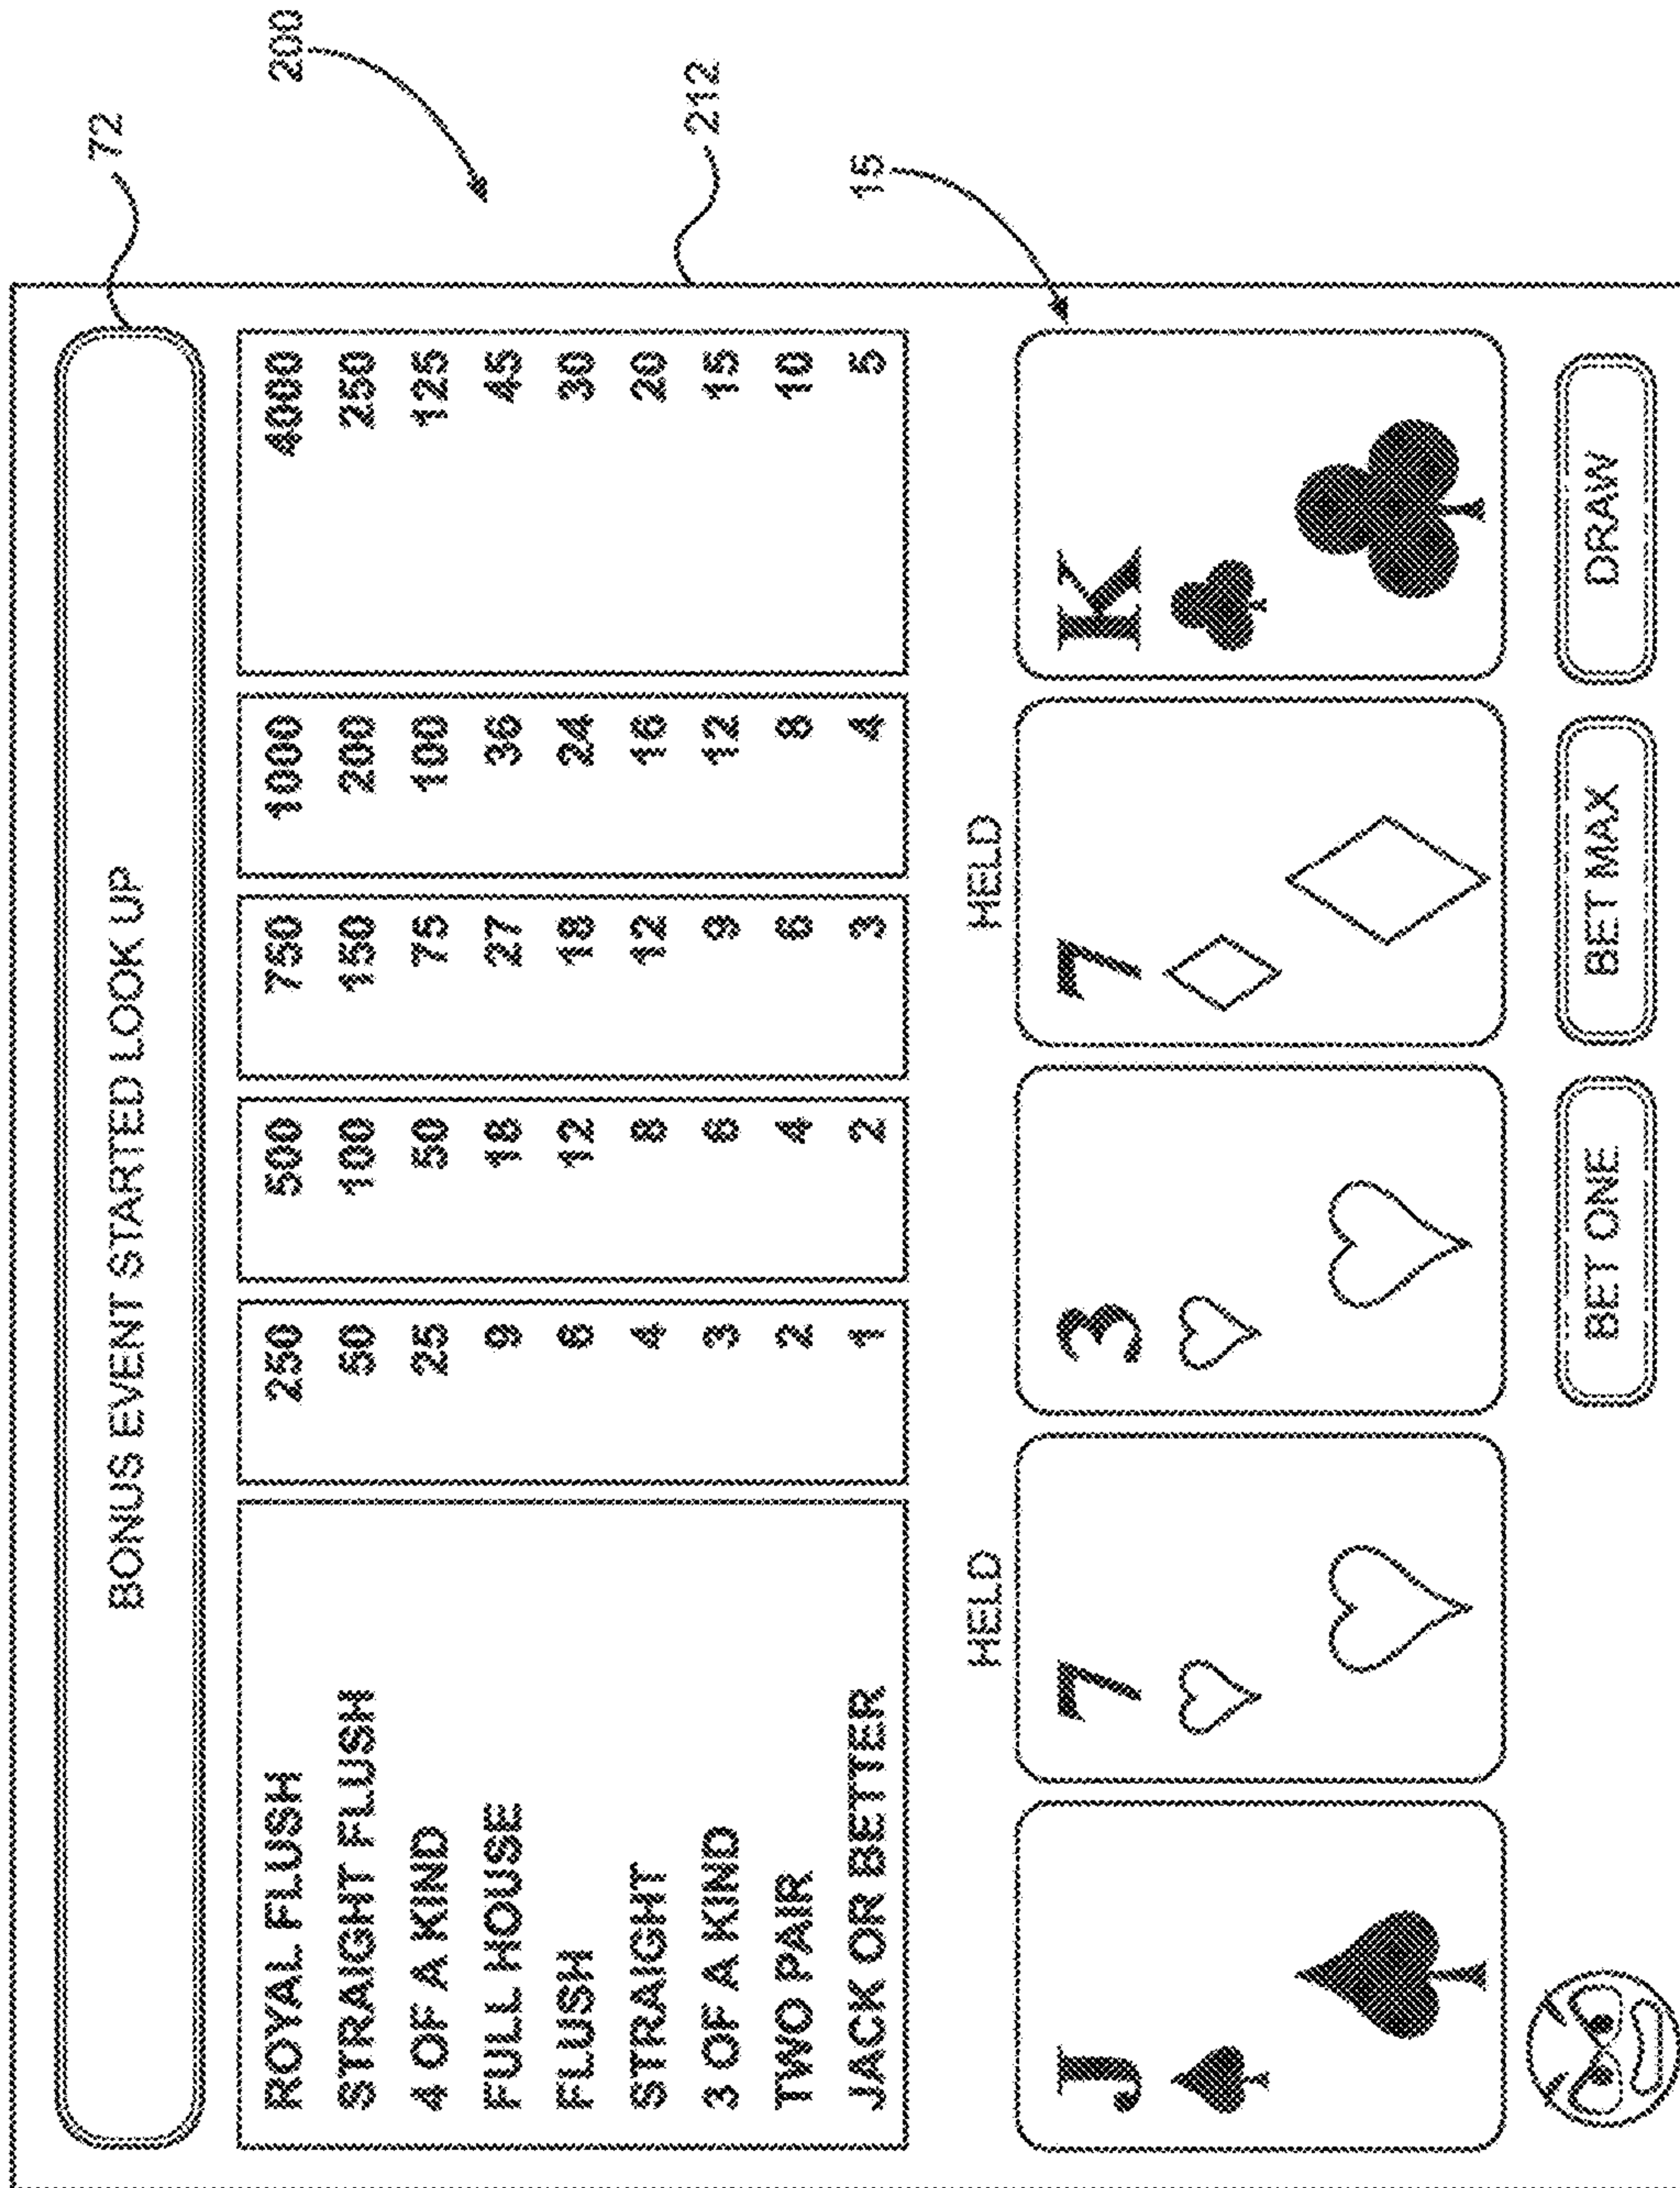 200
72
BONUS EVENT STARTED LOOK UP
212
ROYAL FLUSH 250 500 750 1000 4000
STRAIGHT FLUSH 50 100 150 200 250
4 OF A KIND 25 50 75 100 125
FULL HOUSE 9 18 27 36 45
FLUSH 6 12 18 24 30
STRAIGHT 4 8 12 16 20
3 OF A KIND 3 6 9 12 15
TWO PAIR 2 4 6 8 10
JACK OR BETTER 1 2 3 4 5
15
HELD HELD
J 7 3 7 K
BET ONE BET MAX DRAW